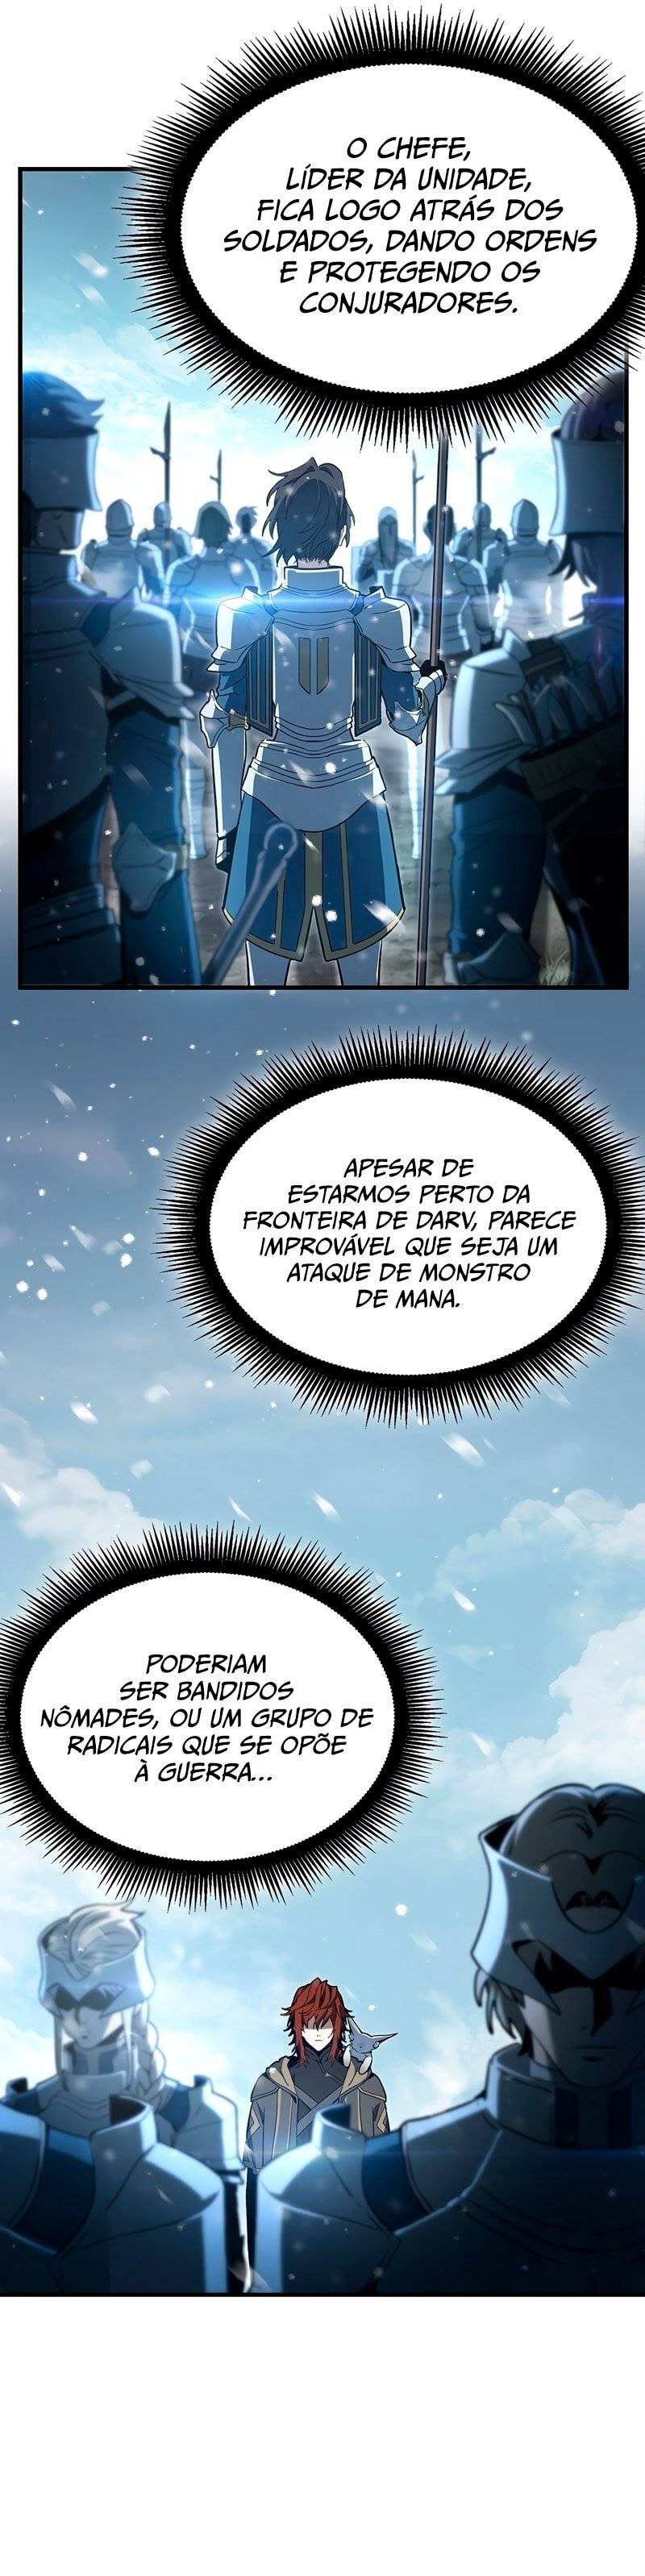 O CHEFE,
LÍDER DA UNIDADE,
FICA LOGO ATRÁS DOS
SOLDADOS, DANDO ORDENS
E PROTEGENDO OS
CONJURADORES.
APESAR DE
ESTARMOS PERTO DA
FRONTEIRA DE DARV, PARECE
IMPROVÁVEL QUE SEJA UM
ATAQUE DE MONSTRO
DE MANA.
PODERIAM
SER BANDIDOS
NÔMADES, OU UM GRUPO DE
RADICAIS QUE SE OPÕE
À GUERRA...